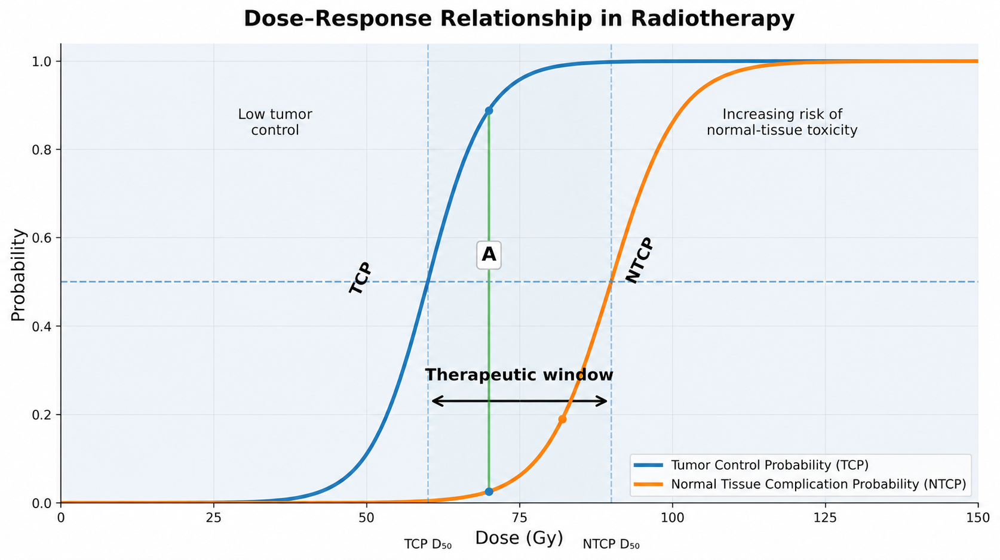 Dose–Response Relationship in Radiotherapy
Probability
1.0
0.8
0.6
0.4
0.2
0.0
Low tumor
control
Increasing risk of
normal-tissue toxicity
A
TCP
NTCP
Therapeutic window
Tumor Control Probability (TCP)
Normal Tissue Complication Probability (NTCP)
0 25 50 75 100 125 150
TCP D₅₀ Dose (Gy) NTCP D₅₀